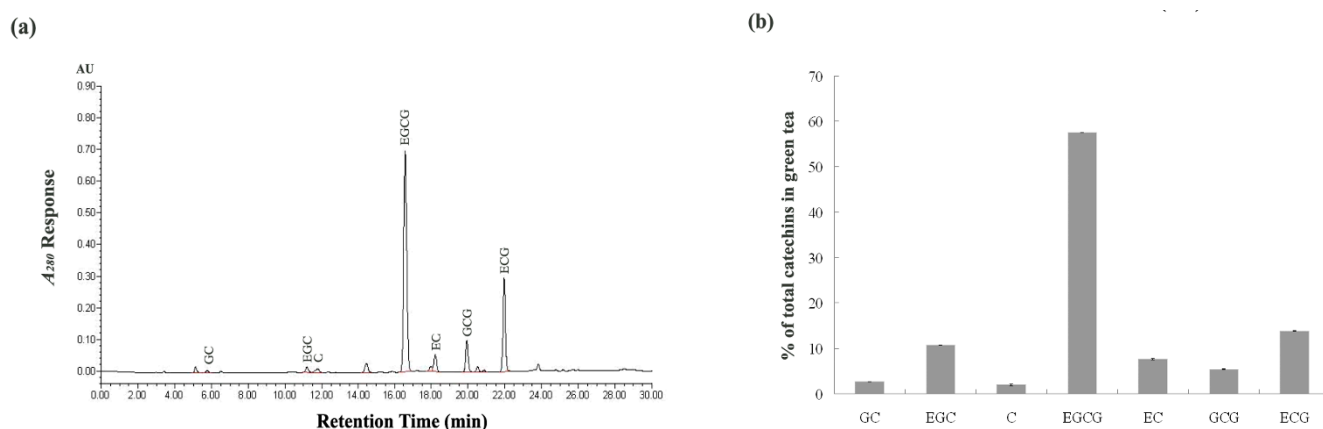 (a)
AU
0.90
0.80
0.70
0.60
0.50
0.40
0.30
0.20
0.10
0.00
A280 Response
GC
EGC
C
EGCG
EC
GCG
ECG
0.00 2.00 4.00 6.00 8.00 10.00 12.00 14.00 16.00 18.00 20.00 22.00 24.00 26.00 28.00 30.00
Retention Time (min)
(b)
% of total catechins in green tea
70
60
50
40
30
20
10
0
GC EGC C EGCG EC GCG ECG